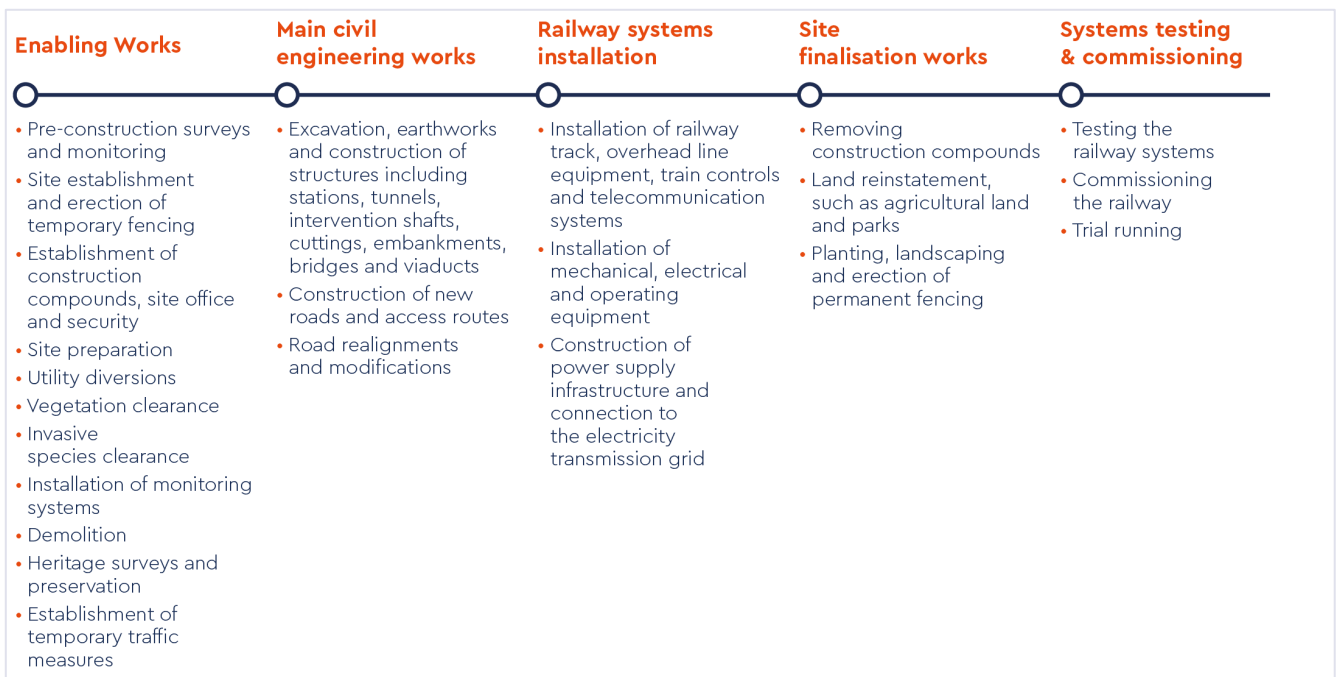 Enabling Works
• Pre-construction surveys
and monitoring
• Site establishment
and erection of
temporary fencing
• Establishment of
construction
compounds, site office
and security
• Site preparation
• Utility diversions
• Vegetation clearance
• Invasive
species clearance
• Installation of monitoring
systems
• Demolition
• Heritage surveys and
preservation
• Establishment of
temporary traffic
measures
Main civil
engineering works
• Excavation, earthworks
and construction of
structures including
stations, tunnels,
intervention shafts,
cuttings, embankments,
bridges and viaducts
• Construction of new
roads and access routes
• Road realignments
and modifications
Railway systems
installation
• Installation of railway
track, overhead line
equipment, train controls
and telecommunication
systems
• Installation of
mechanical, electrical
and operating
equipment
• Construction of
power supply
infrastructure and
connection to
the electricity
transmission grid
Site
finalisation works
• Removing
construction compounds
• Land reinstatement,
such as agricultural land
and parks
• Planting, landscaping
and erection of
permanent fencing
Systems testing
& commissioning
• Testing the
railway systems
• Commissioning
the railway
• Trial running